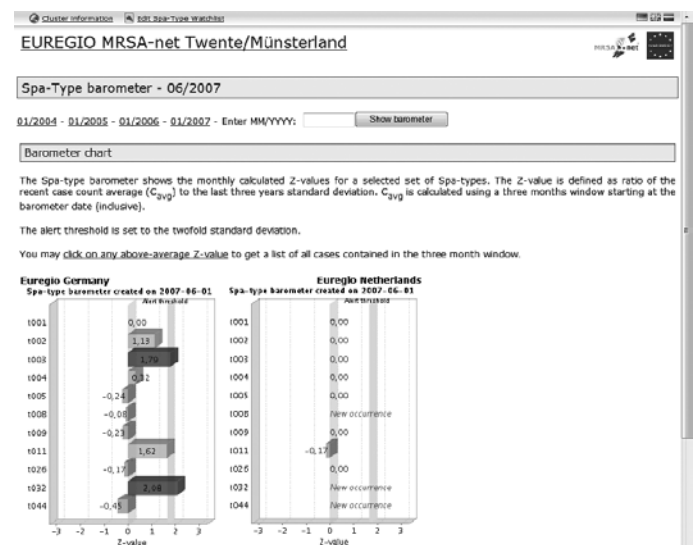 Cluster Information Edit Spa-Type Watchlist
EUREGIO MRSA-net Twente/Münsterland
MRSA-net
Spa-Type barometer - 06/2007
01/2004 - 01/2005 - 01/2006 - 01/2007 - Enter MM/YYYY: Show barometer
Barometer chart
The Spa-type barometer shows the monthly calculated Z-values for a selected set of Spa-types. The Z-value is defined as ratio of the
recent case count average (Cavg) to the last three years standard deviation. Cavg is calculated using a three months window starting at the
barometer date (inclusive).
The alert threshold is set to the twofold standard deviation.
You may click on any above-average Z-value to get a list of all cases contained in the three month window.
Euregio Germany
Spa-type barometer created on 2007-06-01
Alert threshold
t001 0,00
t002 1,13
t003 1,79
t004 0,32
t005 -0,24
t008 -0,08
t009 -0,23
t011 1,62
t026 -0,17
t032 2,08
t044 -0,45
-3 -2 -1 0 1 2 3
Z-value
Euregio Netherlands
Spa-type barometer created on 2007-06-01
Alert threshold
t001 0,00
t002 0,00
t003 0,00
t004 0,00
t005 0,00
t008 New occurrence
t009 0,00
t011 -0,17
t026 0,00
t032 New occurrence
t044 New occurrence
-3 -2 -1 0 1 2 3
Z-value